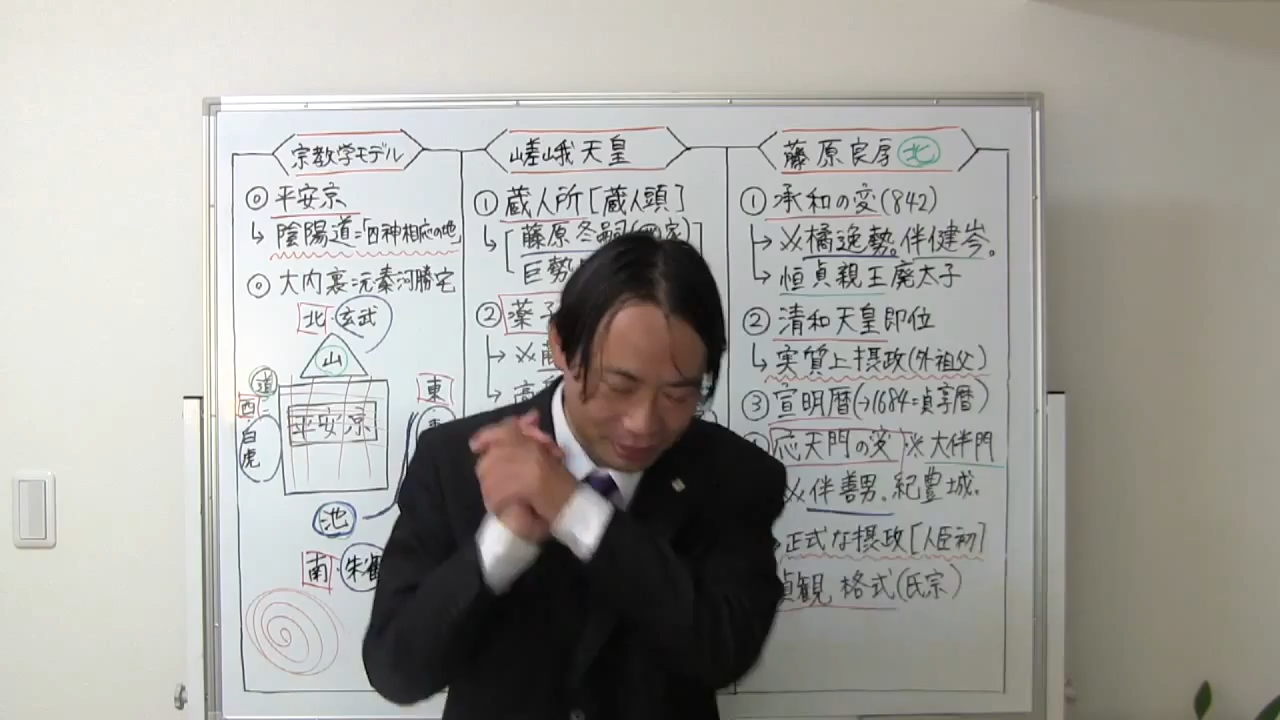 宗教学モデル
◎ 平安京
↳ 陰陽道=「四神相応の地
◎ 大内裏=元秦河勝宅
北・玄武
山
道
西・白虎
平安京
東・
池
南・朱雀
嵯峨天皇
① 蔵人所[蔵人頭]
↳ 藤原冬嗣(四家)
巨勢
② 薬子
※藤
高
藤原良房 北
① 承和の変(842)
→※橘逸勢。伴健岑。
→恒貞親王廃太子
② 清和天皇即位
↳実質上摂政(外祖父)
③ 宣明暦(→1684=貞享暦)
応天門の変 ※大伴門
※伴善男。紀豊城。
正式な摂政[人臣初]
貞観格式(氏宗)